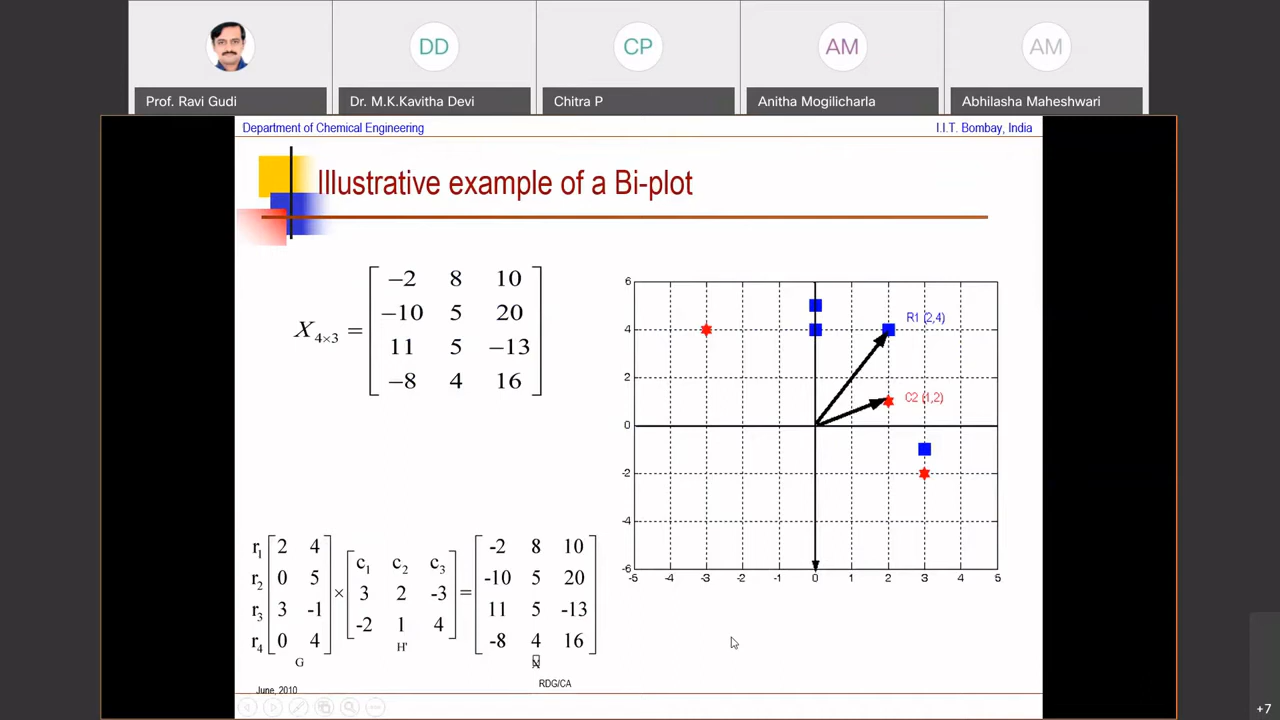 DD CP AM AM
Prof. Ravi Gudi Dr. M.K.Kavitha Devi Chitra P Anitha Mogilicharla Abhilasha Maheshwari
Department of Chemical Engineering I.I.T. Bombay, India
Illustrative example of a Bi-plot
X4×3 =
−2 8 10
−10 5 20
11 5 −13
−8 4 16
6
4
2
0
-2
-4
-6
-5 -4 -3 -2 -1 0 1 2 3 4 5
R1 (2,4)
C2 (1,2)
r1 2 4
r2 0 5
r3 3 -1
r4 0 4
G
×
c1 c2 c3
3 2 -3
-2 1 4
H'
=
-2 8 10
-10 5 20
11 5 -13
-8 4 16
June, 2010
RDG/CA
+7